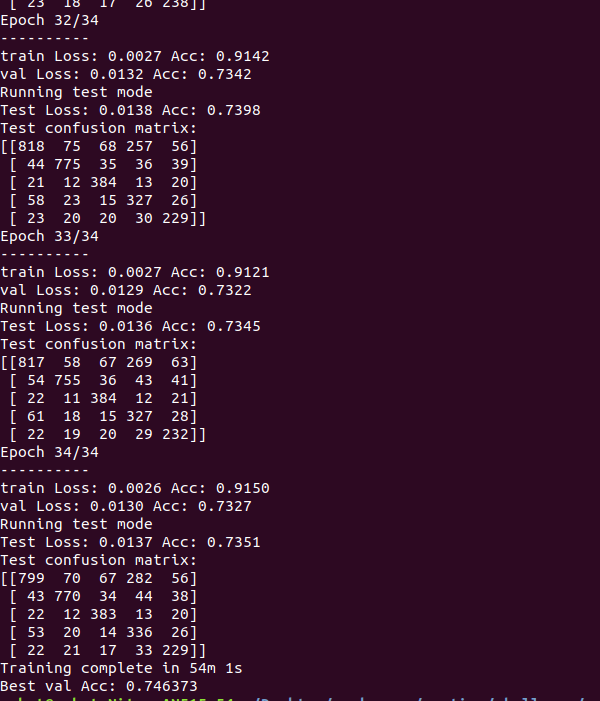 [ 23 18 17 26 238]]
Epoch 32/34
----------
train Loss: 0.0027 Acc: 0.9142
val Loss: 0.0132 Acc: 0.7342
Running test mode
Test Loss: 0.0138 Acc: 0.7398
Test confusion matrix:
[[818 75 68 257 56]
[ 44 775 35 36 39]
[ 21 12 384 13 20]
[ 58 23 15 327 26]
[ 23 20 20 30 229]]
Epoch 33/34
----------
train Loss: 0.0027 Acc: 0.9121
val Loss: 0.0129 Acc: 0.7322
Running test mode
Test Loss: 0.0136 Acc: 0.7345
Test confusion matrix:
[[817 58 67 269 63]
[ 54 755 36 43 41]
[ 22 11 384 12 21]
[ 61 18 15 327 28]
[ 22 19 20 29 232]]
Epoch 34/34
----------
train Loss: 0.0026 Acc: 0.9150
val Loss: 0.0130 Acc: 0.7327
Running test mode
Test Loss: 0.0137 Acc: 0.7351
Test confusion matrix:
[[799 70 67 282 56]
[ 43 770 34 44 38]
[ 22 12 383 13 20]
[ 53 20 14 336 26]
[ 22 21 17 33 229]]
Training complete in 54m 1s
Best val Acc: 0.746373